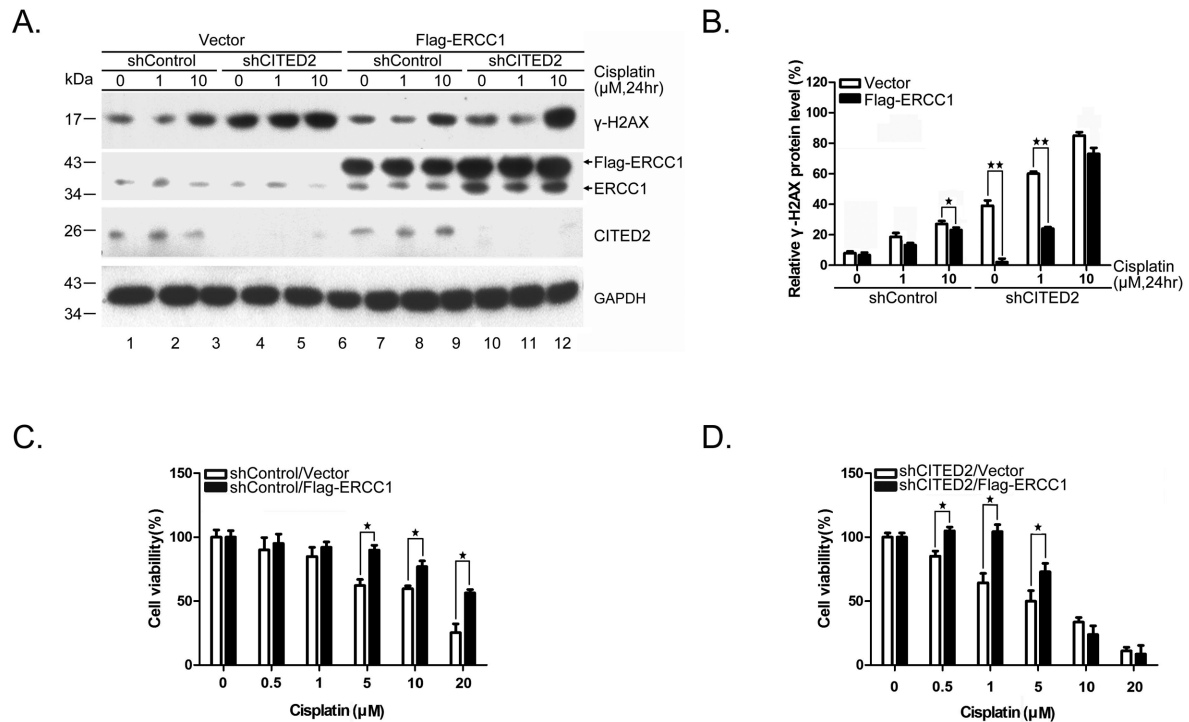 A.
Vector Flag-ERCC1
shControl shCITED2 shControl shCITED2
kDa 0 1 10 0 1 10 0 1 10 0 1 10 Cisplatin
(μM,24hr)
17 γ-H2AX
43 Flag-ERCC1
34 ERCC1
26 CITED2
43
GAPDH
34
1 2 3 4 5 6 7 8 9 10 11 12
B.
Relative γ-H2AX protein level (%)
120
100
80
60
40
20
0
Vector
Flag-ERCC1
★ ★★ ★★
0 1 10 0 1 10 Cisplatin
(μM,24hr)
shControl shCITED2
C.
Cell viabillity(%)
150
100
50
0
shControl/Vector
shControl/Flag-ERCC1
★ ★ ★
0 0.5 1 5 10 20
Cisplatin (μM)
D.
Cell viabillity(%)
150
100
50
0
shCITED2/Vector
shCITED2/Flag-ERCC1
★ ★ ★
0 0.5 1 5 10 20
Cisplatin (μM)